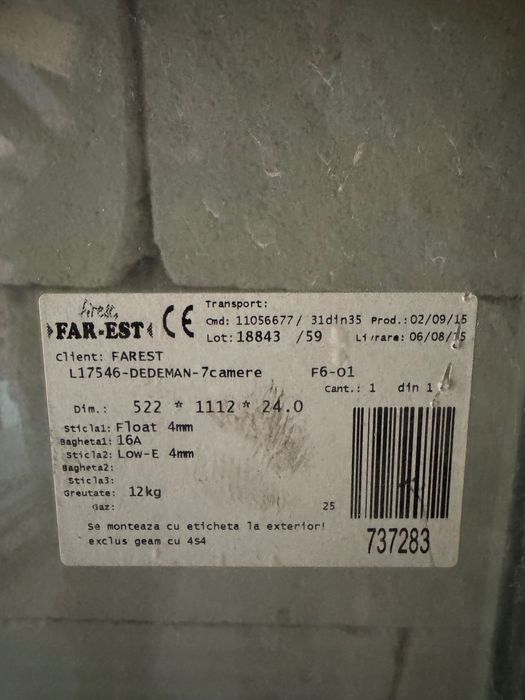 FAR-EST CE
Transport:
Cmd: 11056677/ 31din35 Prod.: 02/09/15
Lot: 18843 /59 Livrare: 06/08/15
Client: FAREST
L17546-DEDEMAN-7camere F6-01
Cant.: 1 din 1
Dim.: 522 * 1112 * 24.0
Sticla1: Float 4mm
Bagheta1: 16A
Sticla2: Low-E 4mm
Bagheta2:
Sticla3:
Greutate: 12kg
Gaz: 25
Se monteaza cu eticheta la exterior!
exclus geam cu 4S4
737283